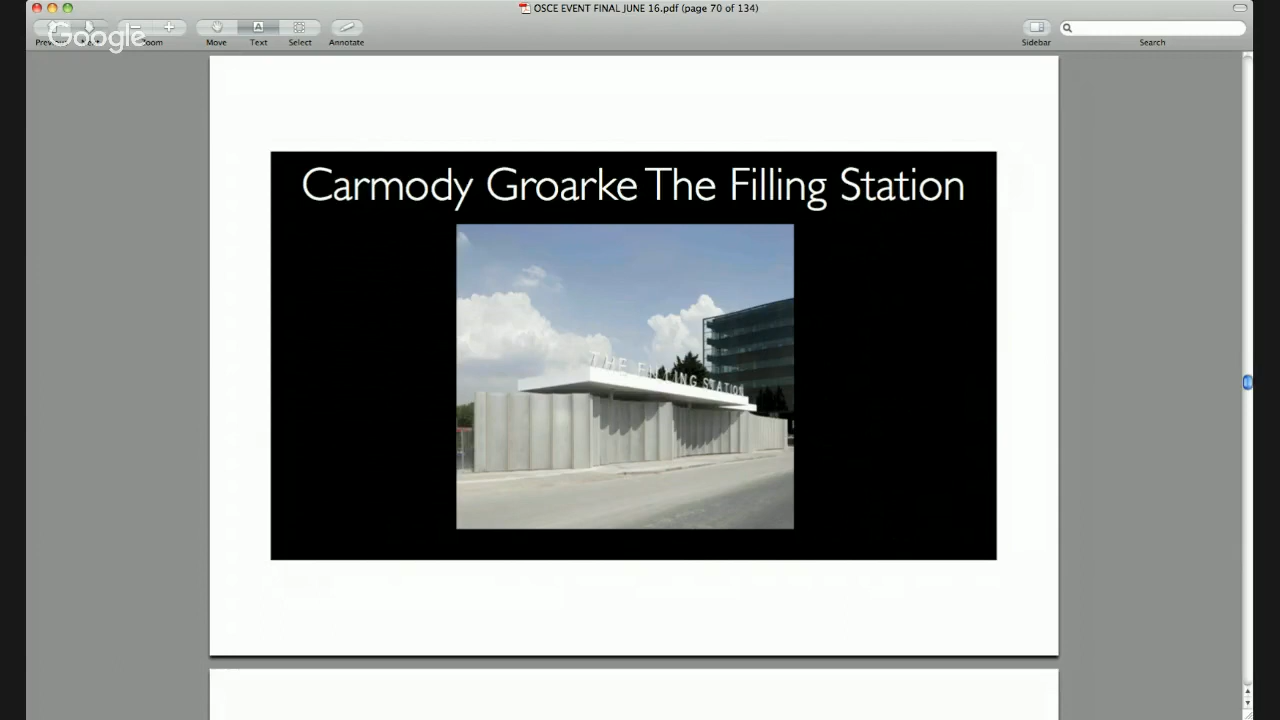 OSCE EVENT FINAL JUNE 16.pdf (page 70 of 134)
Google
Zoom Move Text Select Annotate Sidebar Search
Carmody Groarke The Filling Station
THE FILLING STATION